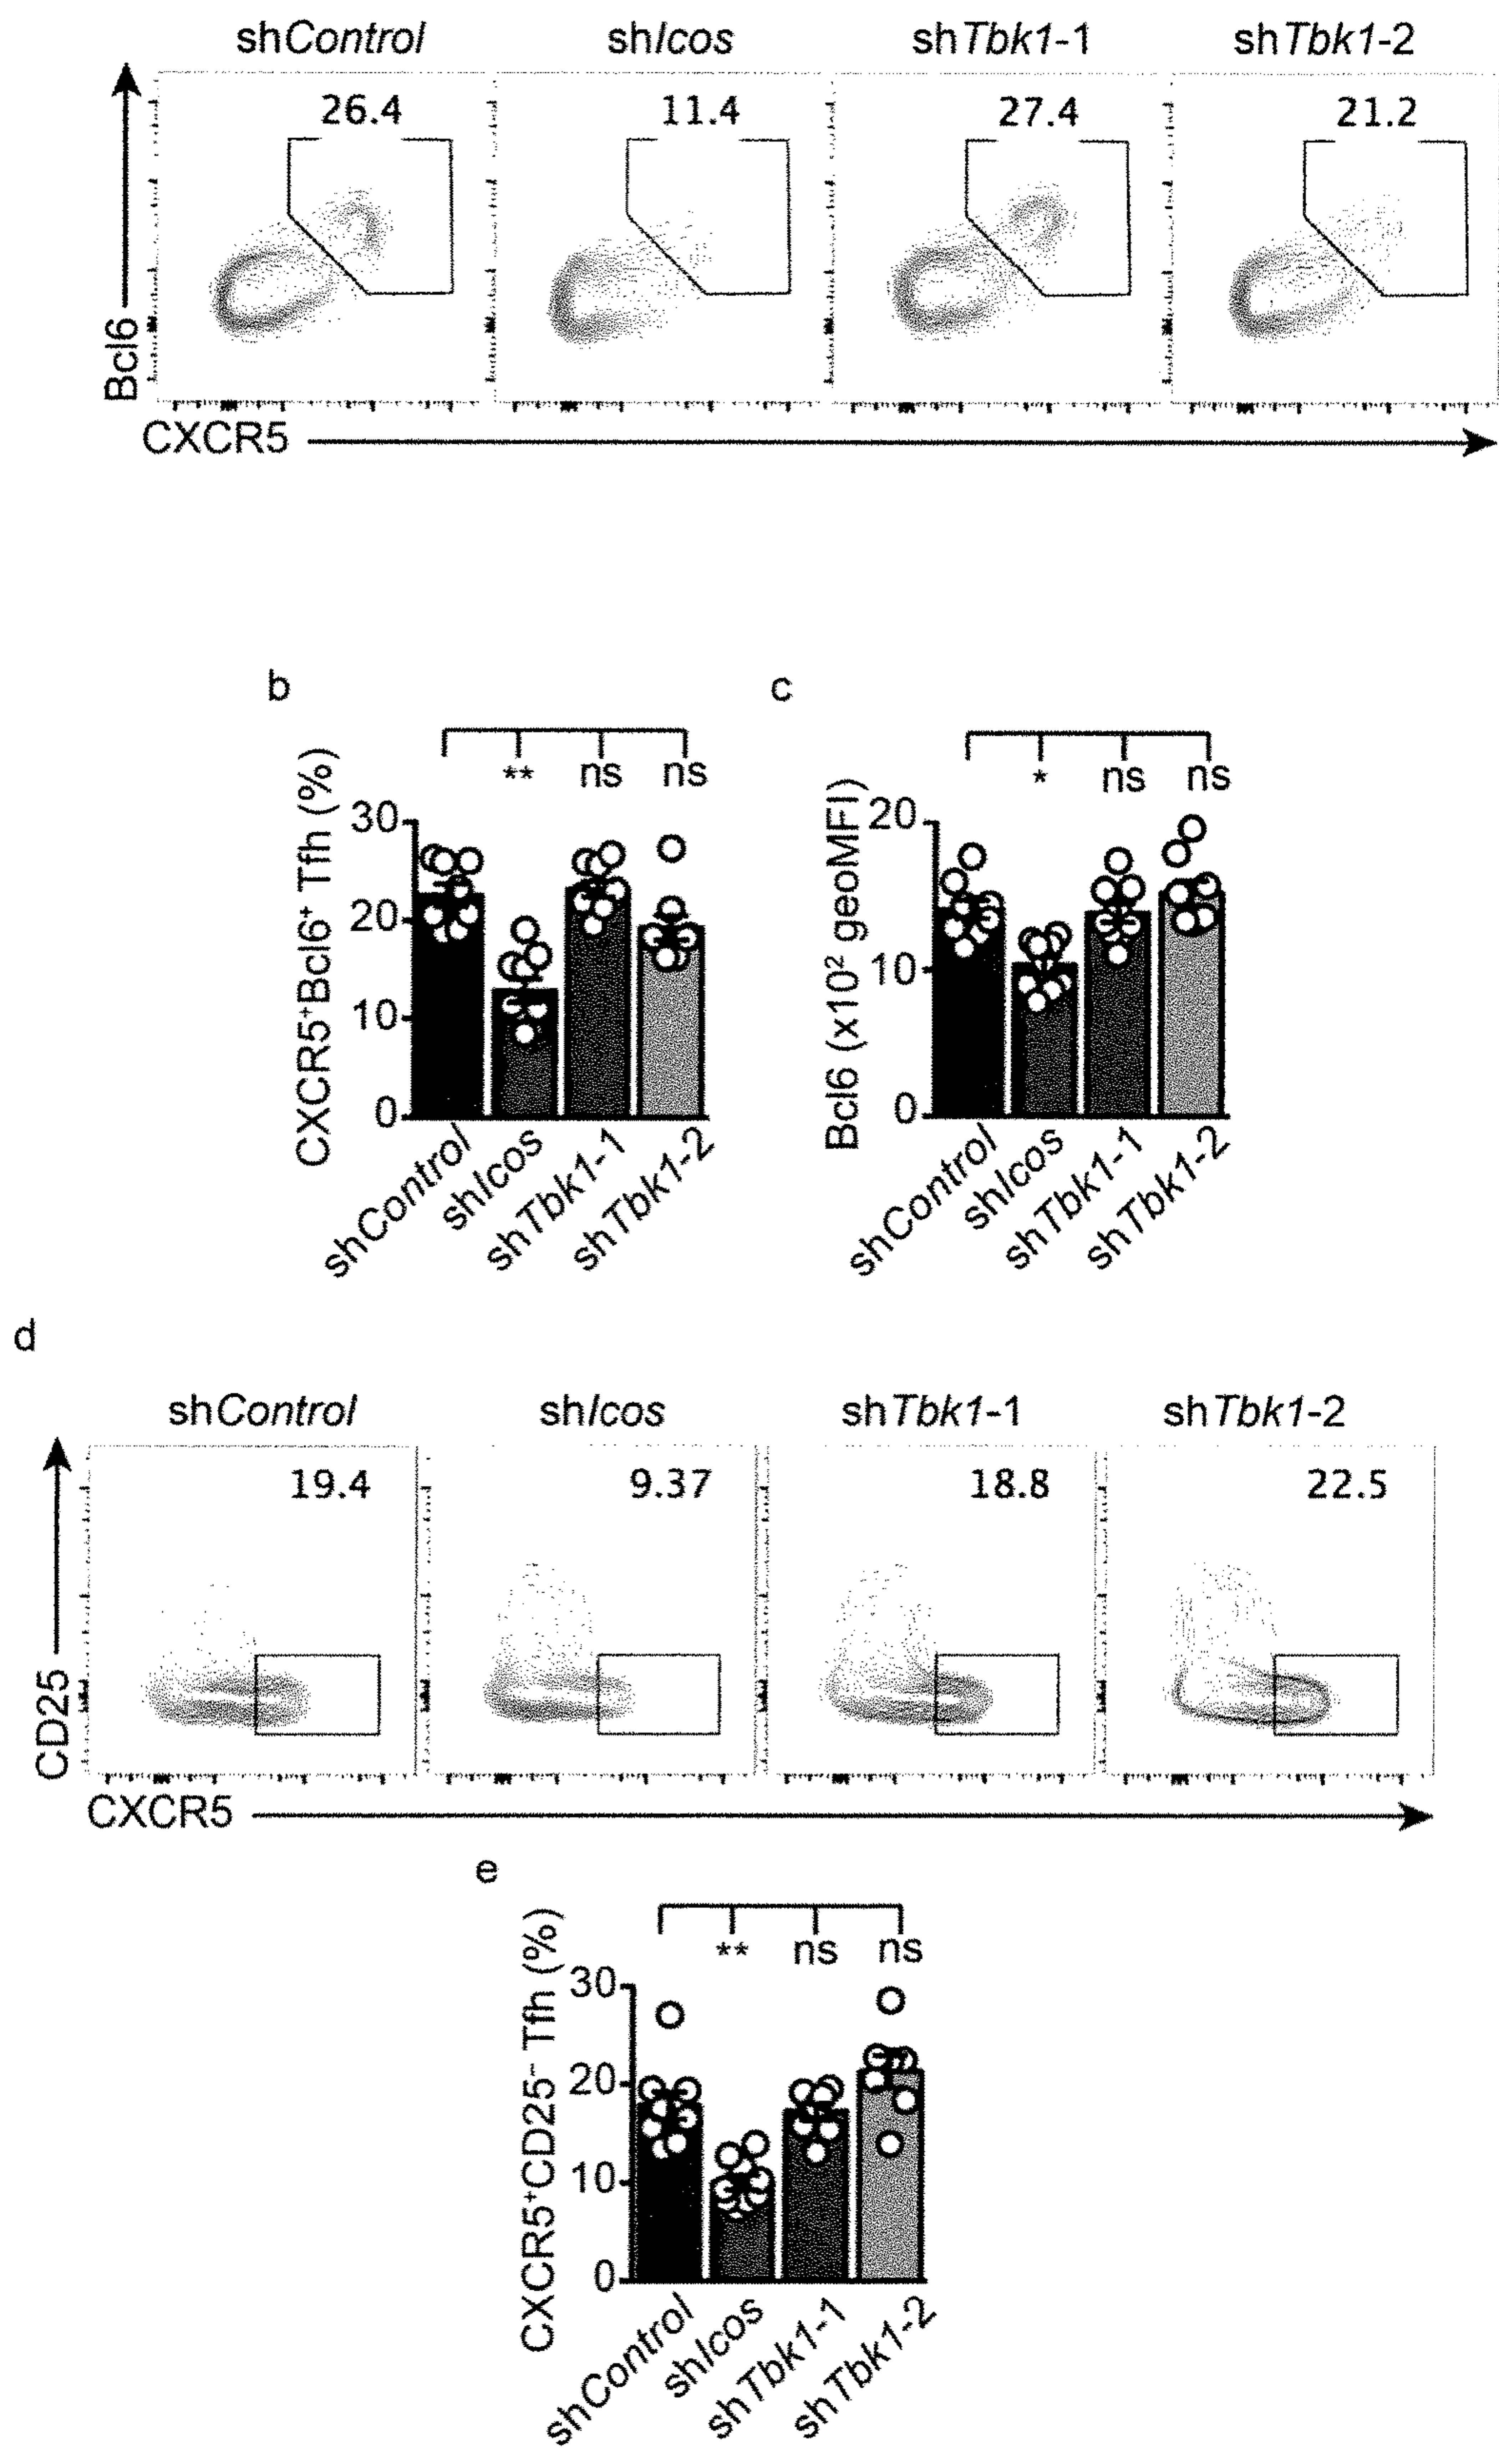 shControl shIcos shTbk1-1 shTbk1-2
26.4 11.4 27.4 21.2
Bcl6
CXCR5
b
** ns ns
CXCR5⁺Bcl6⁺ Tfh (%)
30
20
10
0
shControl
shIcos
shTbk1-1
shTbk1-2
c
* ns ns
Bcl6 (x10² geoMFI)
20
10
0
shControl
shIcos
shTbk1-1
shTbk1-2
d
shControl shIcos shTbk1-1 shTbk1-2
19.4 9.37 18.8 22.5
CD25
CXCR5
e
** ns ns
CXCR5⁺CD25⁻ Tfh (%)
30
20
10
0
shControl
shIcos
shTbk1-1
shTbk1-2